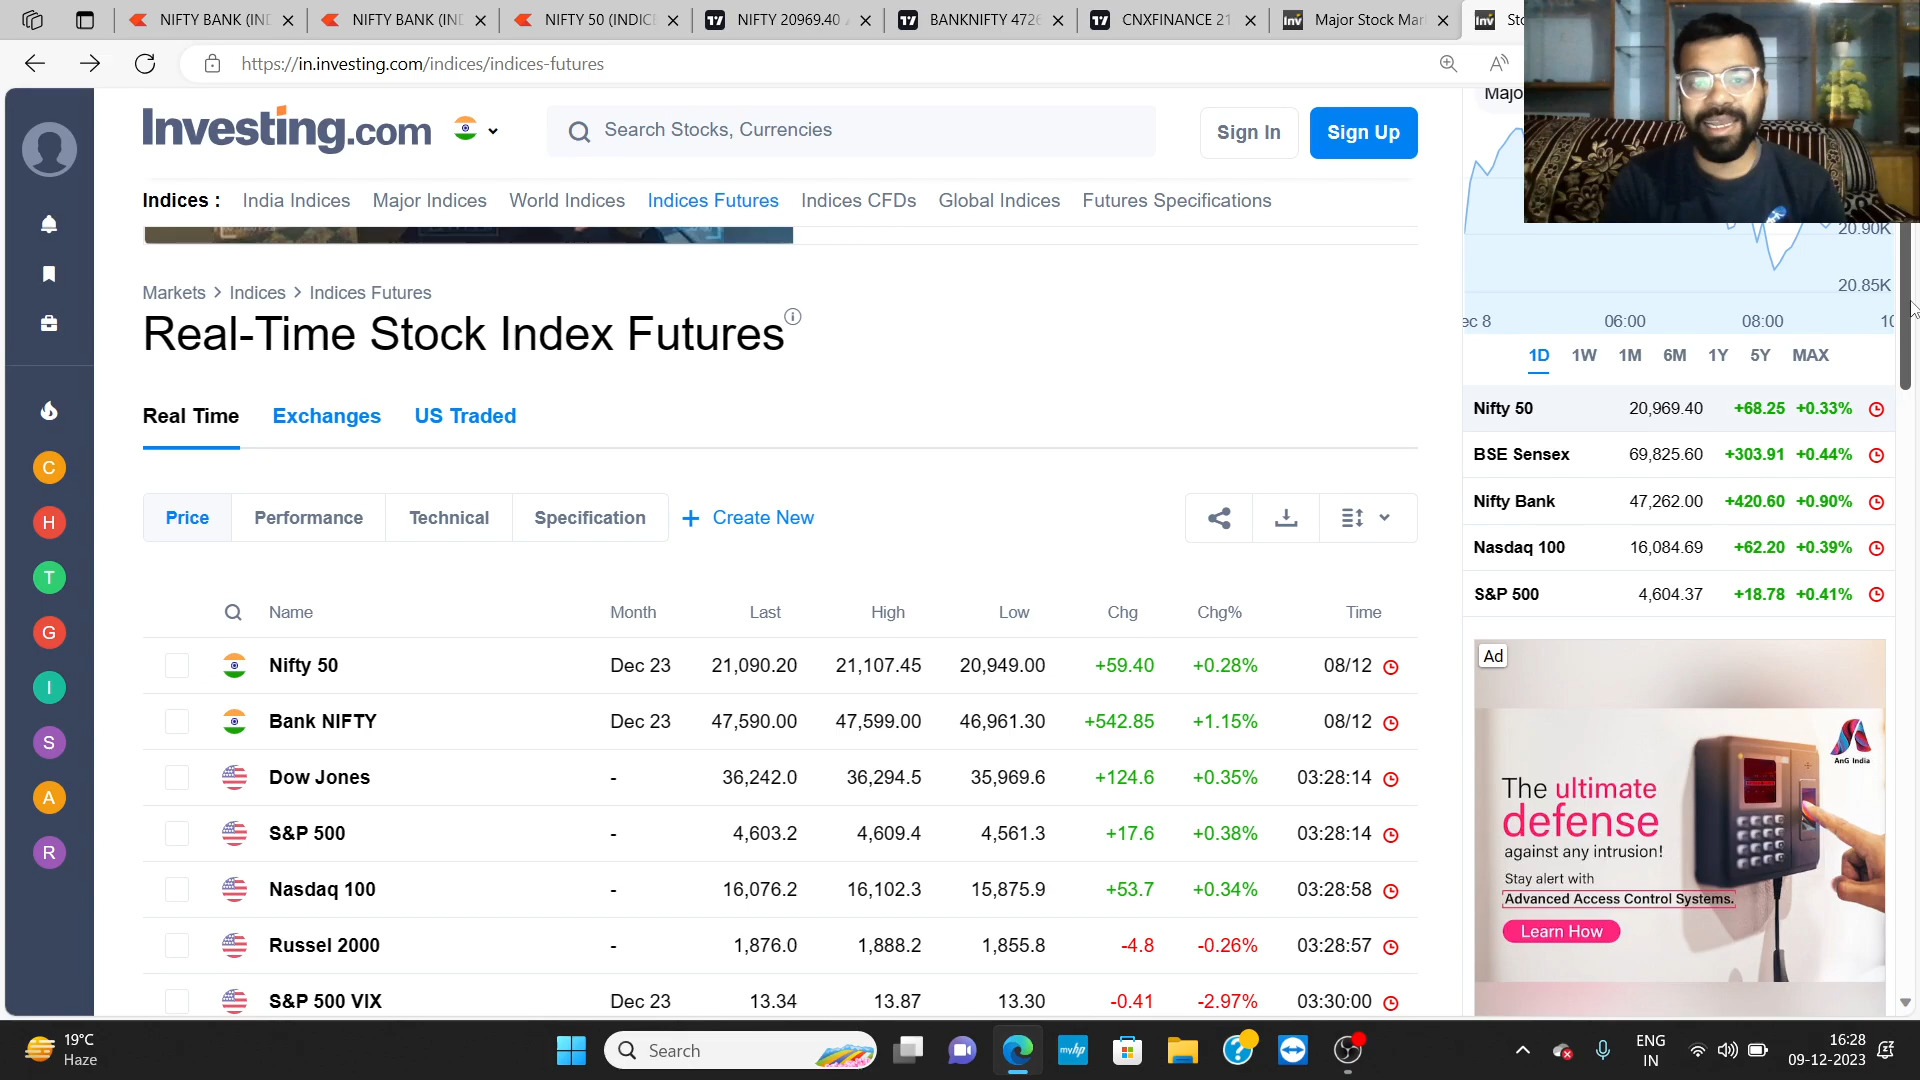 NIFTY BANK (IND
NIFTY BANK (IND
NIFTY 50 (INDICE
NIFTY 20969.40
BANKNIFTY 4726
CNXFINANCE 21
Major Stock Mar
https://in.investing.com/indices/indices-futures
Investing.com
Search Stocks, Currencies
Sign In
Sign Up
Indices :
India Indices
Major Indices
World Indices
Indices Futures
Indices CFDs
Global Indices
Futures Specifications
Markets > Indices > Indices Futures
Real-Time Stock Index Futures
Real Time
Exchanges
US Traded
Price
Performance
Technical
Specification
+ Create New
Name Month Last High Low Chg Chg% Time
Nifty 50 Dec 23 21,090.20 21,107.45 20,949.00 +59.40 +0.28% 08/12
Bank NIFTY Dec 23 47,590.00 47,599.00 46,961.30 +542.85 +1.15% 08/12
Dow Jones - 36,242.0 36,294.5 35,969.6 +124.6 +0.35% 03:28:14
S&P 500 - 4,603.2 4,609.4 4,561.3 +17.6 +0.38% 03:28:14
Nasdaq 100 - 16,076.2 16,102.3 15,875.9 +53.7 +0.34% 03:28:58
Russel 2000 - 1,876.0 1,888.2 1,855.8 -4.8 -0.26% 03:28:57
S&P 500 VIX Dec 23 13.34 13.87 13.30 -0.41 -2.97% 03:30:00
C
H
T
G
I
S
A
R
Majo
20.90K
20.85K
ec 8 06:00 08:00 10
1D 1W 1M 6M 1Y 5Y MAX
Nifty 50 20,969.40 +68.25 +0.33%
BSE Sensex 69,825.60 +303.91 +0.44%
Nifty Bank 47,262.00 +420.60 +0.90%
Nasdaq 100 16,084.69 +62.20 +0.39%
S&P 500 4,604.37 +18.78 +0.41%
Ad
AnG India
The ultimate
defense
against any intrusion!
Stay alert with
Advanced Access Control Systems.
Learn How
19°C
Haze
Search
myhp
ENG
IN
16:28
09-12-2023